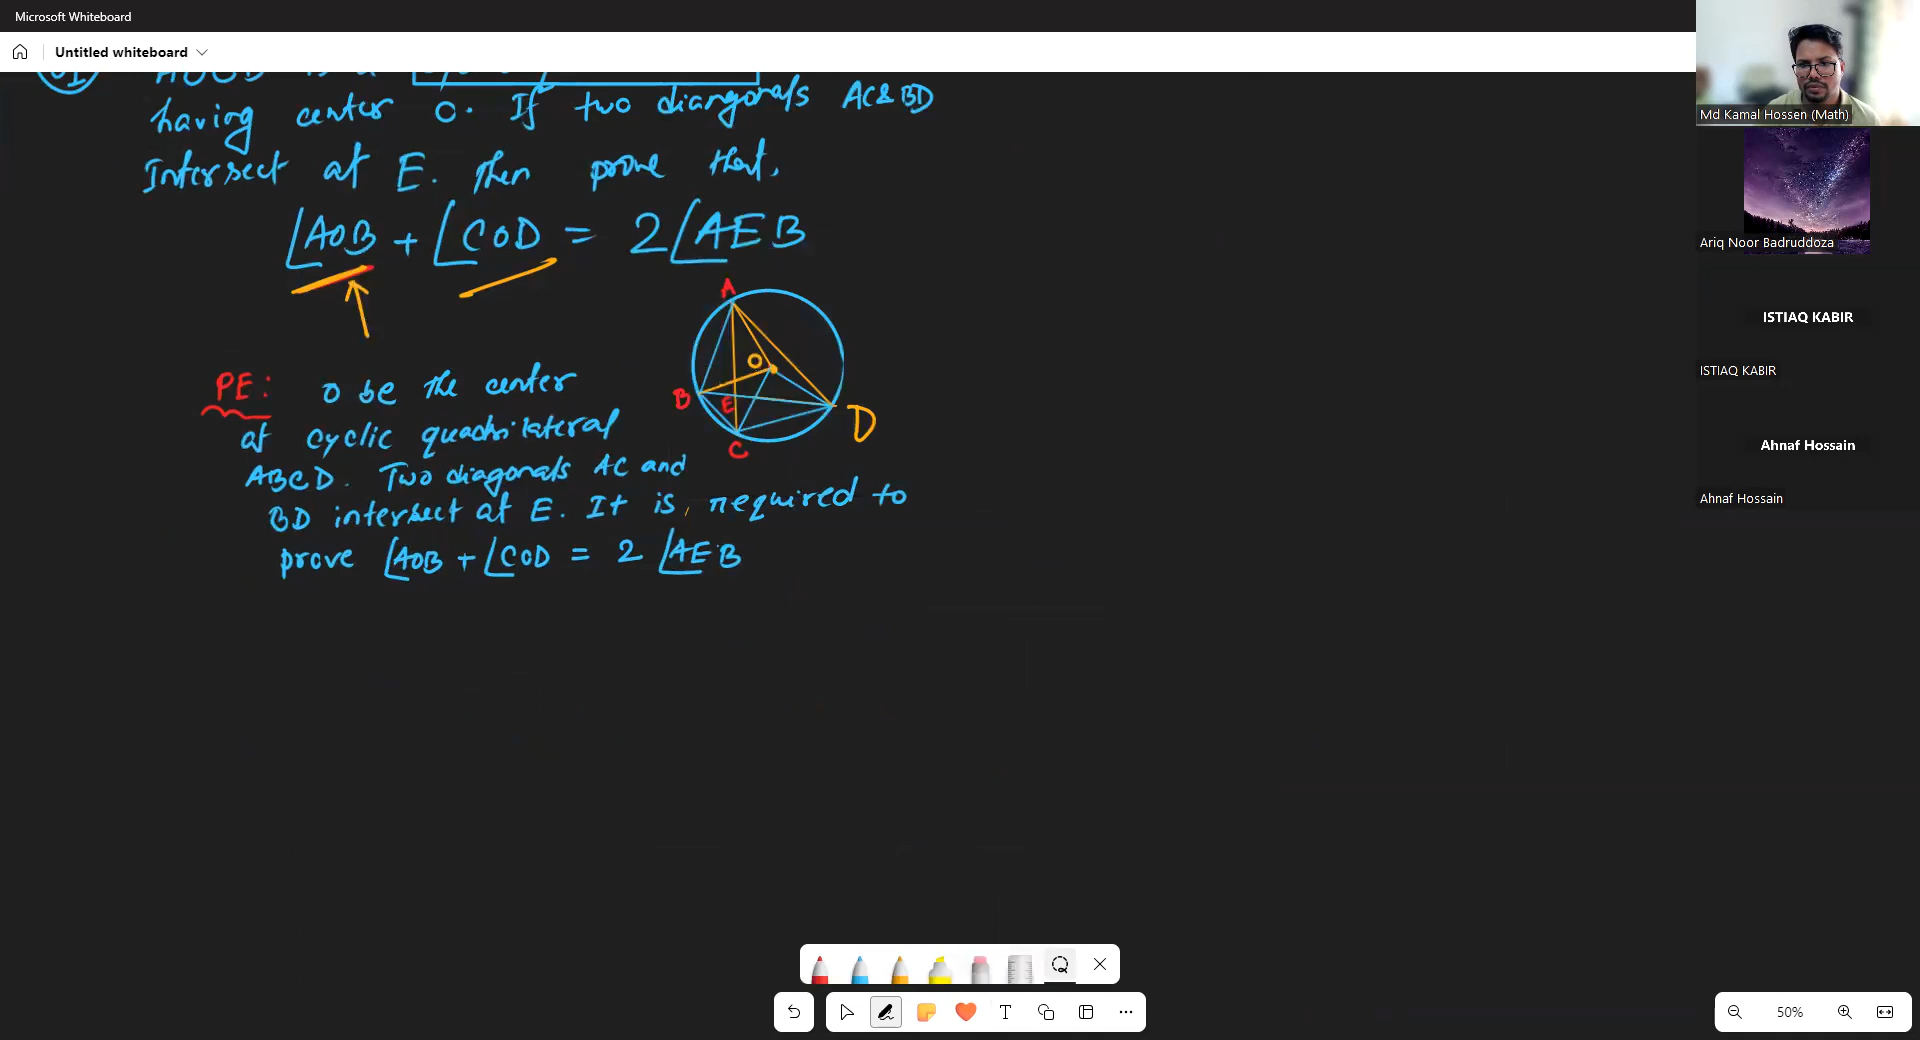 Microsoft Whiteboard
Untitled whiteboard
having center O. If two diangonals AC & BD
Intersect at E. Then prove that,
∠AOB + ∠COD = 2∠AEB
A
O
B
E
C
D
PE: O be the center
of cyclic quadrilateral
ABCD. Two diagonals AC and
BD intersect at E. It is required to
prove ∠AOB + ∠COD = 2 ∠AEB
Md Kamal Hossen (Math)
Ariq Noor Badruddoza
ISTIAQ KABIR
ISTIAQ KABIR
Ahnaf Hossain
Ahnaf Hossain
T
50%